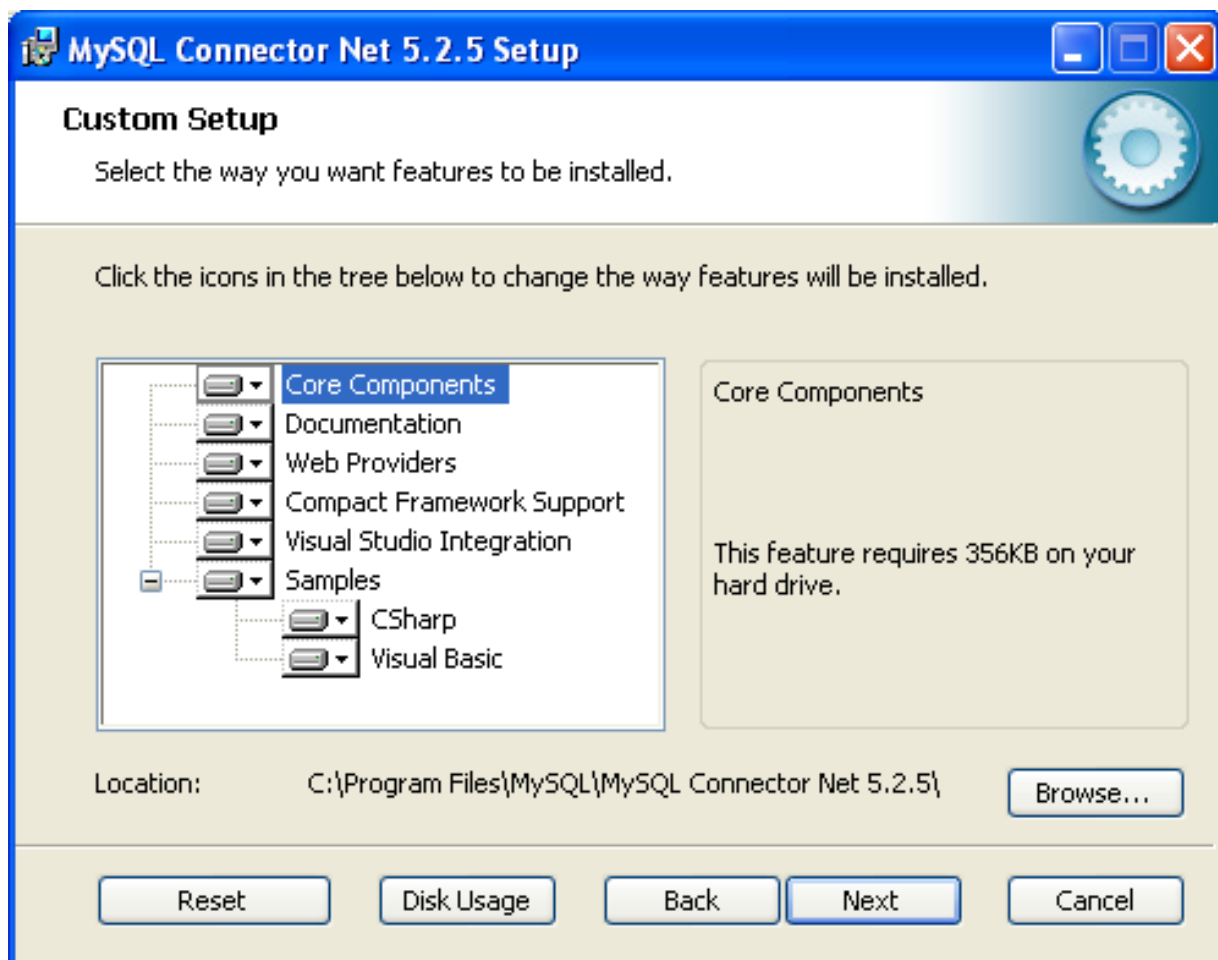 MySQL Connector Net 5.2.5 Setup
Custom Setup
Select the way you want features to be installed.
Click the icons in the tree below to change the way features will be installed.
Core Components
Documentation
Web Providers
Compact Framework Support
Visual Studio Integration
Samples
CSharp
Visual Basic
Core Components
This feature requires 356KB on your
hard drive.
Location: C:\Program Files\MySQL\MySQL Connector Net 5.2.5\ Browse...
Reset Disk Usage Back Next Cancel